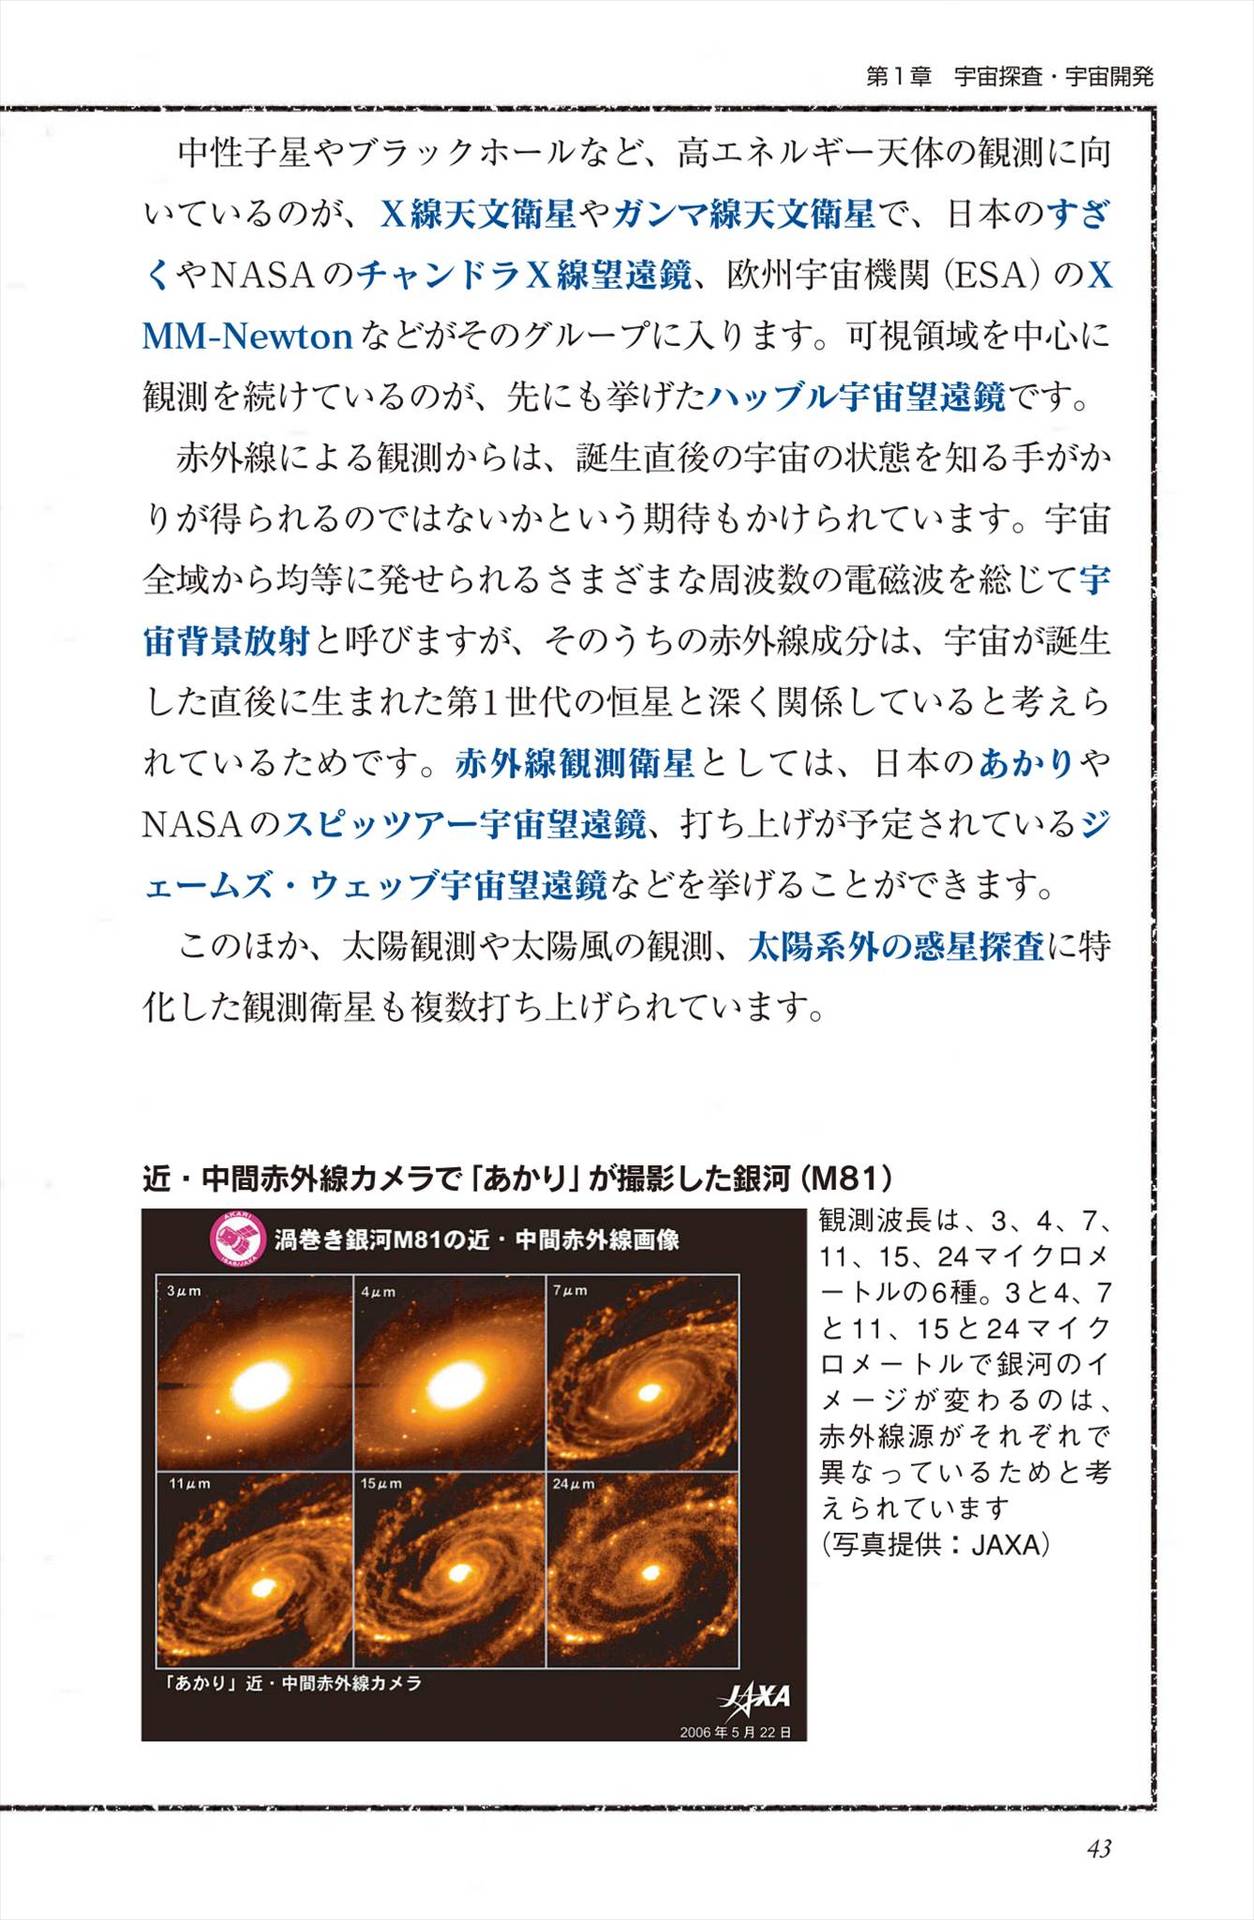 第1章　宇宙探査・宇宙開発
　中性子星やブラックホールなど、高エネルギー天体の観測に向
いているのが、X線天文衛星やガンマ線天文衛星で、日本のすざ
くやNASAのチャンドラX線望遠鏡、欧州宇宙機関（ESA）のX
MM-Newtonなどがそのグループに入ります。可視領域を中心に
観測を続けているのが、先にも挙げたハッブル宇宙望遠鏡です。
　赤外線による観測からは、誕生直後の宇宙の状態を知る手がか
りが得られるのではないかという期待もかけられています。宇宙
全域から均等に発せられるさまざまな周波数の電磁波を総じて宇
宙背景放射と呼びますが、そのうちの赤外線成分は、宇宙が誕生
した直後に生まれた第1世代の恒星と深く関係していると考えら
れているためです。赤外線観測衛星としては、日本のあかりや
NASAのスピッツアー宇宙望遠鏡、打ち上げが予定されているジ
ェームズ・ウェッブ宇宙望遠鏡などを挙げることができます。
　このほか、太陽観測や太陽風の観測、太陽系外の惑星探査に特
化した観測衛星も複数打ち上げられています。
近・中間赤外線カメラで「あかり」が撮影した銀河（M81）
AKARI
ISAS/JAXA
渦巻き銀河M81の近・中間赤外線画像
3μm
4μm
7μm
11μm
15μm
24μm
「あかり」近・中間赤外線カメラ
JAXA
2006年5月22日
観測波長は、3、4、7、
11、15、24マイクロメ
ートルの6種。3と4、7
と11、15と24マイク
ロメートルで銀河のイ
メージが変わるのは、
赤外線源がそれぞれで
異なっているためと考
えられています
（写真提供：JAXA）
43